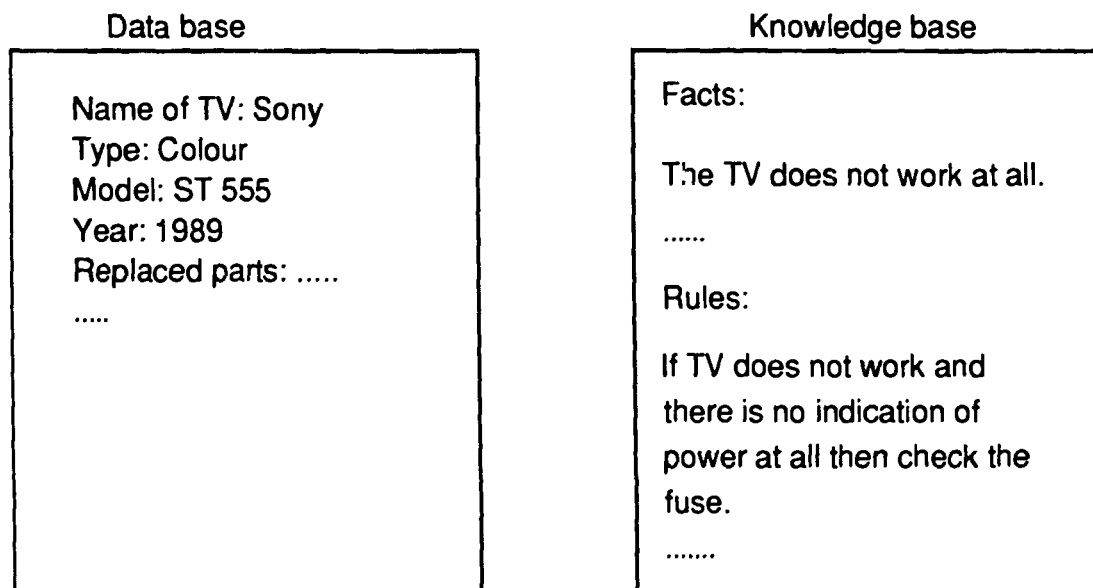 Data base
Name of TV: Sony
Type: Colour
Model: ST 555
Year: 1989
Replaced parts: .....
.....
Knowledge base
Facts:
The TV does not work at all.
......
Rules:
If TV does not work and
there is no indication of
power at all then check the
fuse.
.......